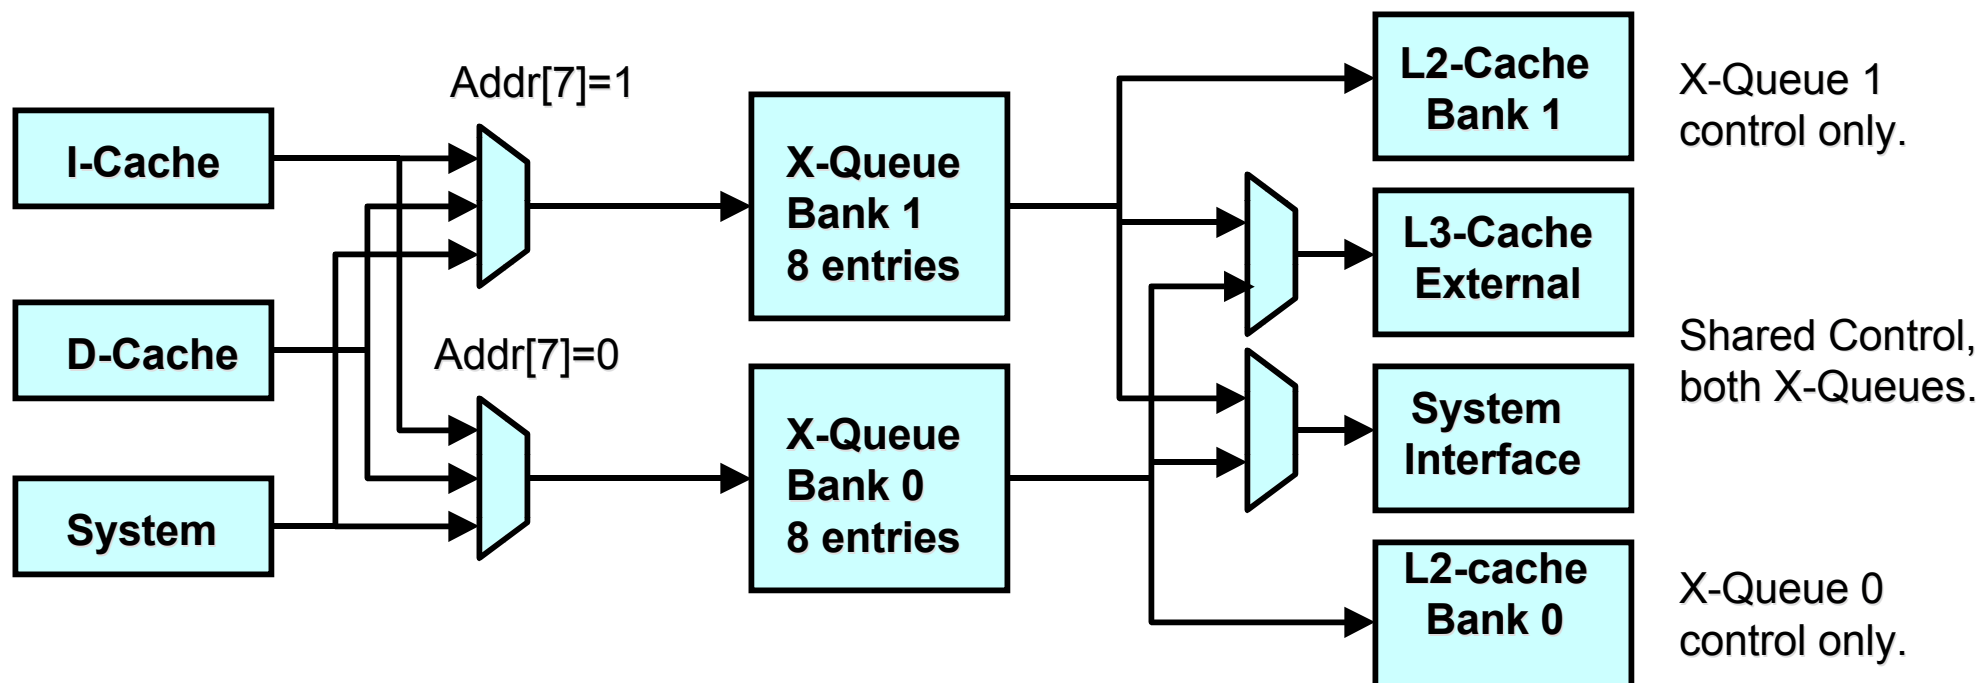 Addr[7]=1
I-Cache
D-Cache
System
Addr[7]=0
X-Queue
Bank 1
8 entries
X-Queue
Bank 0
8 entries
L2-Cache
Bank 1
L3-Cache
External
System
Interface
L2-cache
Bank 0
X-Queue 1
control only.
Shared Control,
both X-Queues.
X-Queue 0
control only.